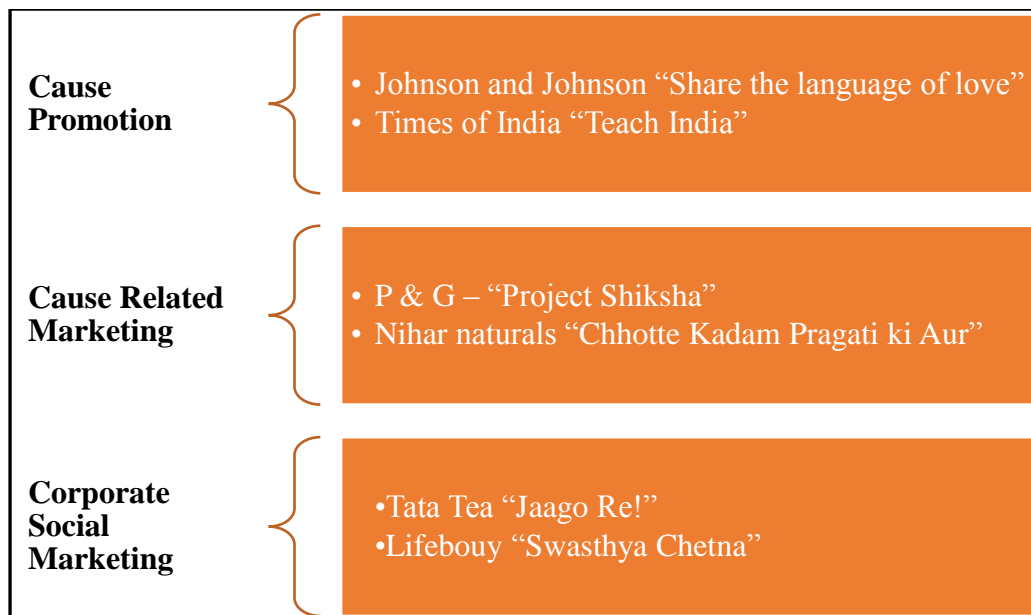 Cause
Promotion
• Johnson and Johnson “Share the language of love”
• Times of India “Teach India”
Cause Related
Marketing
• P & G – “Project Shiksha”
• Nihar naturals “Chhotte Kadam Pragati ki Aur”
Corporate
Social
Marketing
•Tata Tea “Jaago Re!”
•Lifebouy “Swasthya Chetna”